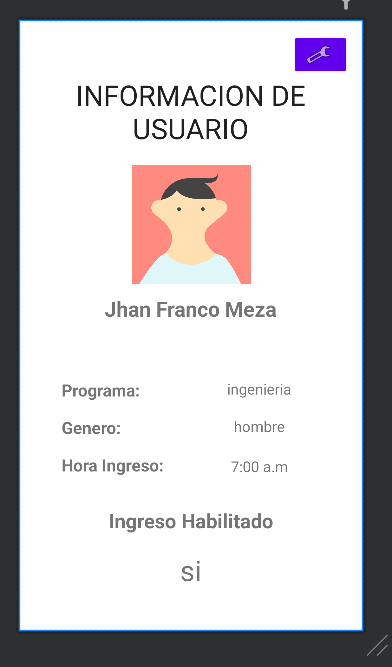 INFORMACION DE
USUARIO
Jhan Franco Meza
Programa: ingenieria
Genero: hombre
Hora Ingreso: 7:00 a.m
Ingreso Habilitado
si